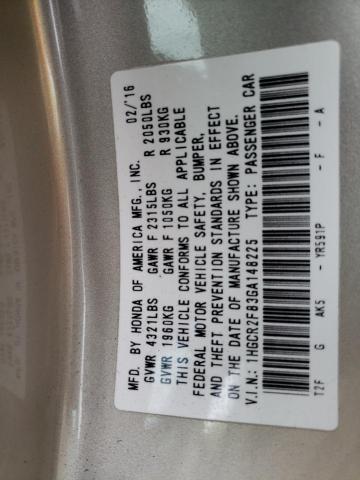 MFD. BY HONDA OF AMERICA MFG., INC. 02/'16
GVWR 4321LBS GAWR F 2315LBS R 2050LBS
GVWR 1960KG GAWR F 1050KG R 930KG
THIS VEHICLE CONFORMS TO ALL APPLICABLE
FEDERAL MOTOR VEHICLE SAFETY, BUMPER,
AND THEFT PREVENTION STANDARDS IN EFFECT
ON THE DATE OF MANUFACTURE SHOWN ABOVE.
V.I.N.: 1HGCR2F83GA148225 TYPE: PASSENGER CAR
T2F G AK5 - YR591P - F - A